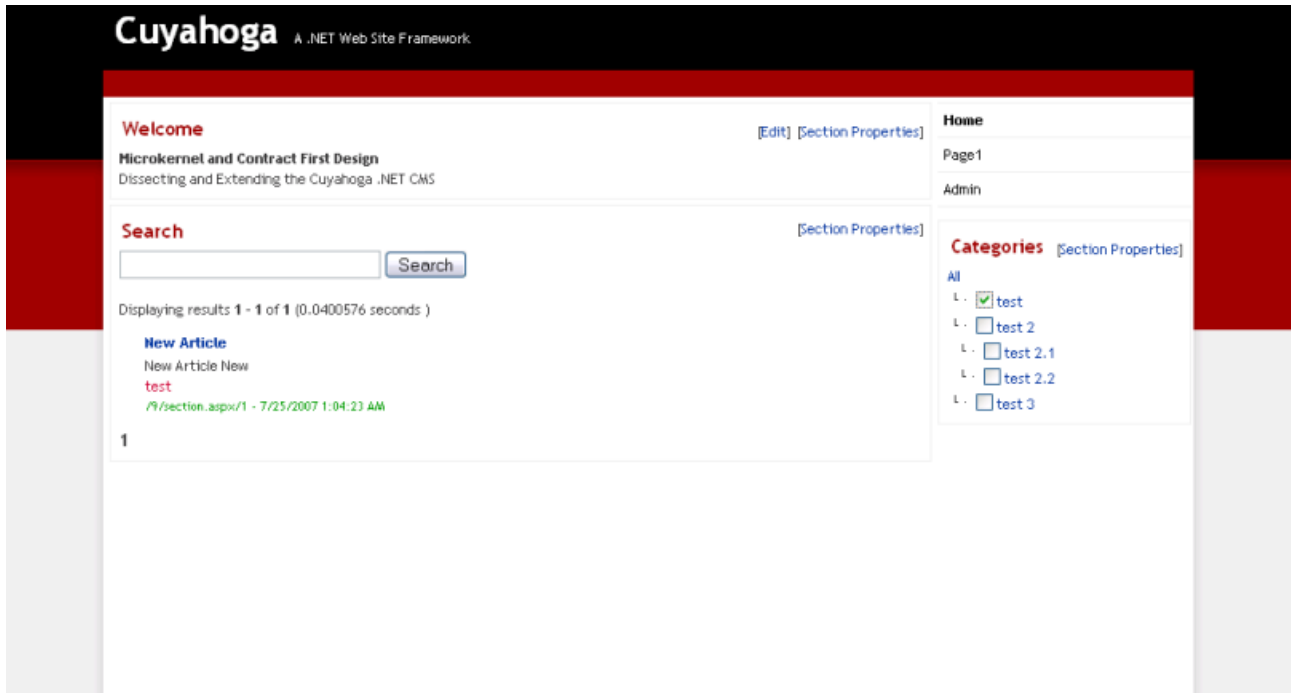 Cuyahoga A .NET Web Site Framework
Welcome [Edit] [Section Properties]
Microkernel and Contract First Design
Dissecting and Extending the Cuyahoga .NET CMS
Search [Section Properties]
Search
Displaying results 1 - 1 of 1 (0.0400576 seconds )
New Article
New Article New
test
/9/section.aspx/1 - 7/25/2007 1:04:23 AM
1
Home
Page1
Admin
Categories [Section Properties]
All
test
test 2
test 2.1
test 2.2
test 3